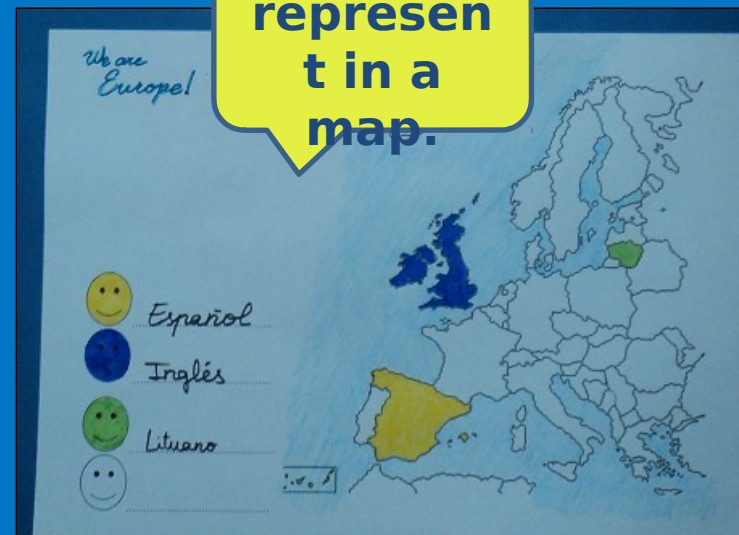 represen
t in a
map.
We are
Europe!
Español
Inglés
Lituano